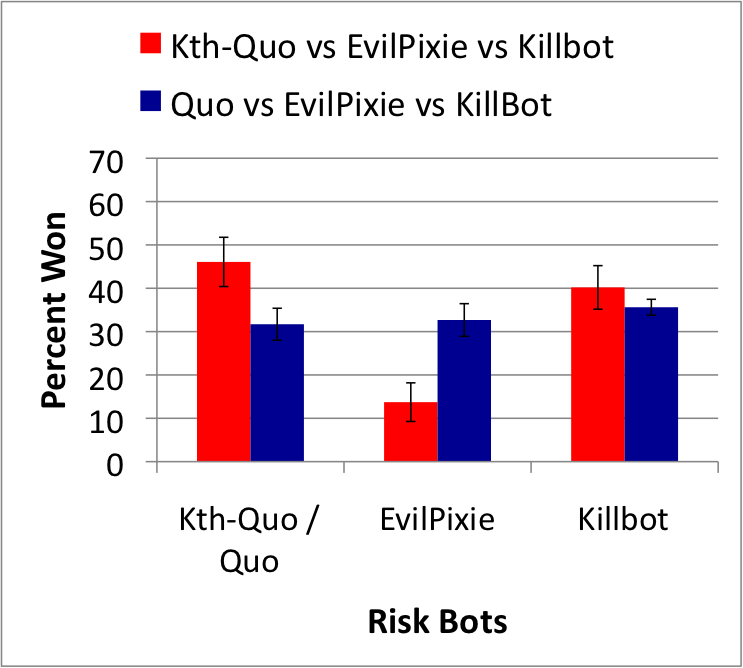 Kth-Quo vs EvilPixie vs Killbot
Quo vs EvilPixie vs KillBot
70
60
50
40
30
20
10
0
Percent Won
Kth-Quo /
Quo
EvilPixie
Killbot
Risk Bots